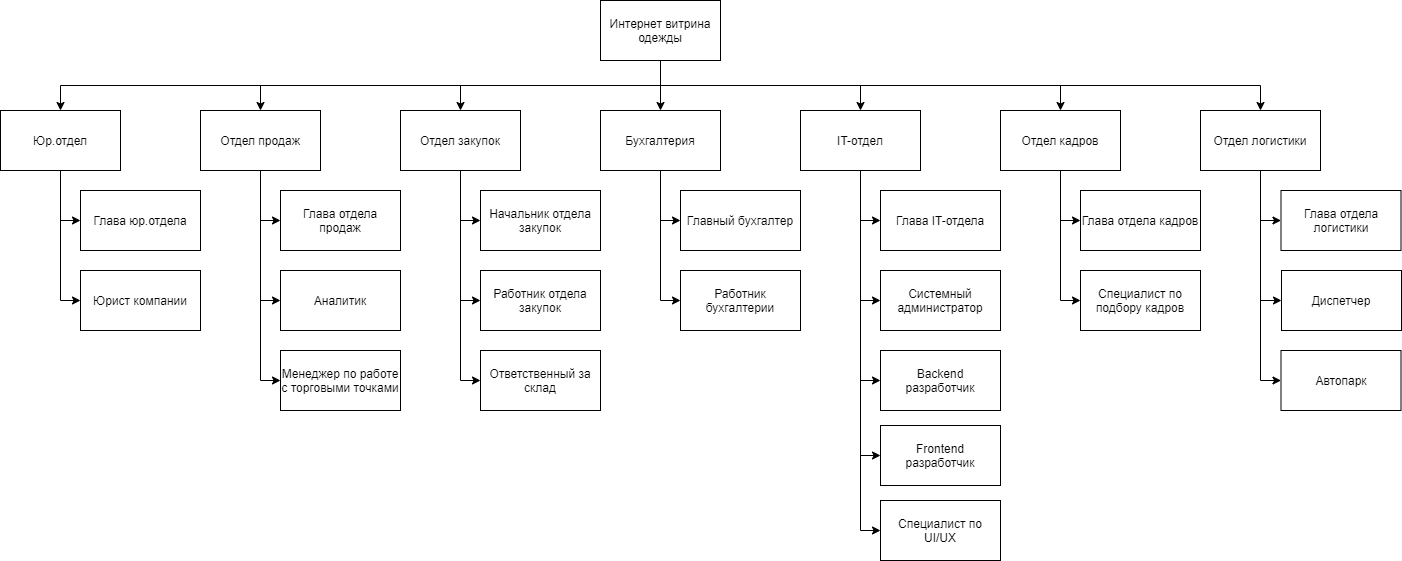 Интернет витрина
одежды
Юр.отдел
Отдел продаж
Отдел закупок
Бухгалтерия
IT-отдел
Отдел кадров
Отдел логистики
Глава юр.отдела
Глава отдела
продаж
Начальник отдела
закупок
Главный бухгалтер
Глава IT-отдела
Глава отдела кадров
Глава отдела
логистики
Юрист компании
Аналитик
Работник отдела
закупок
Работник
бухгалтерии
Системный
администратор
Специалист по
подбору кадров
Диспетчер
Менеджер по работе
с торговыми точками
Ответственный за
склад
Backend
разработчик
Автопарк
Frontend
разработчик
Специалист по
UI/UX